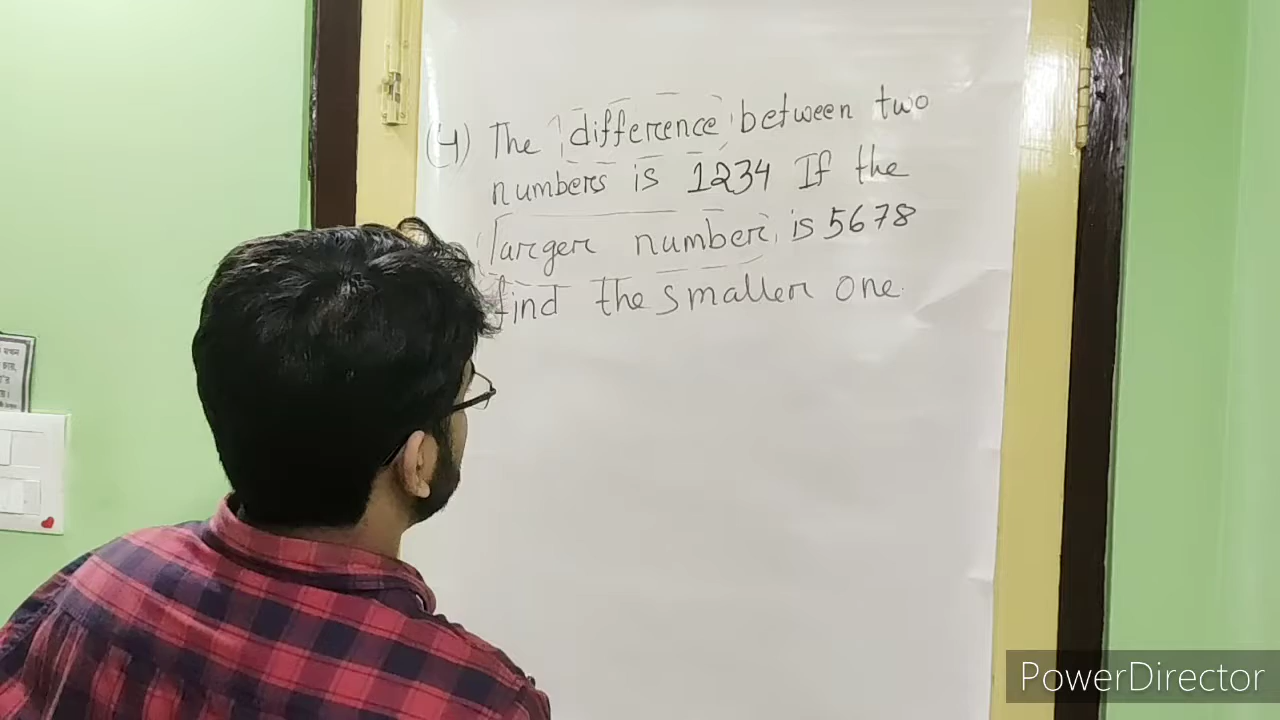 (4) The difference between two
numbers is 1234 If the
larger number is 5678
find the smaller one.
PowerDirector